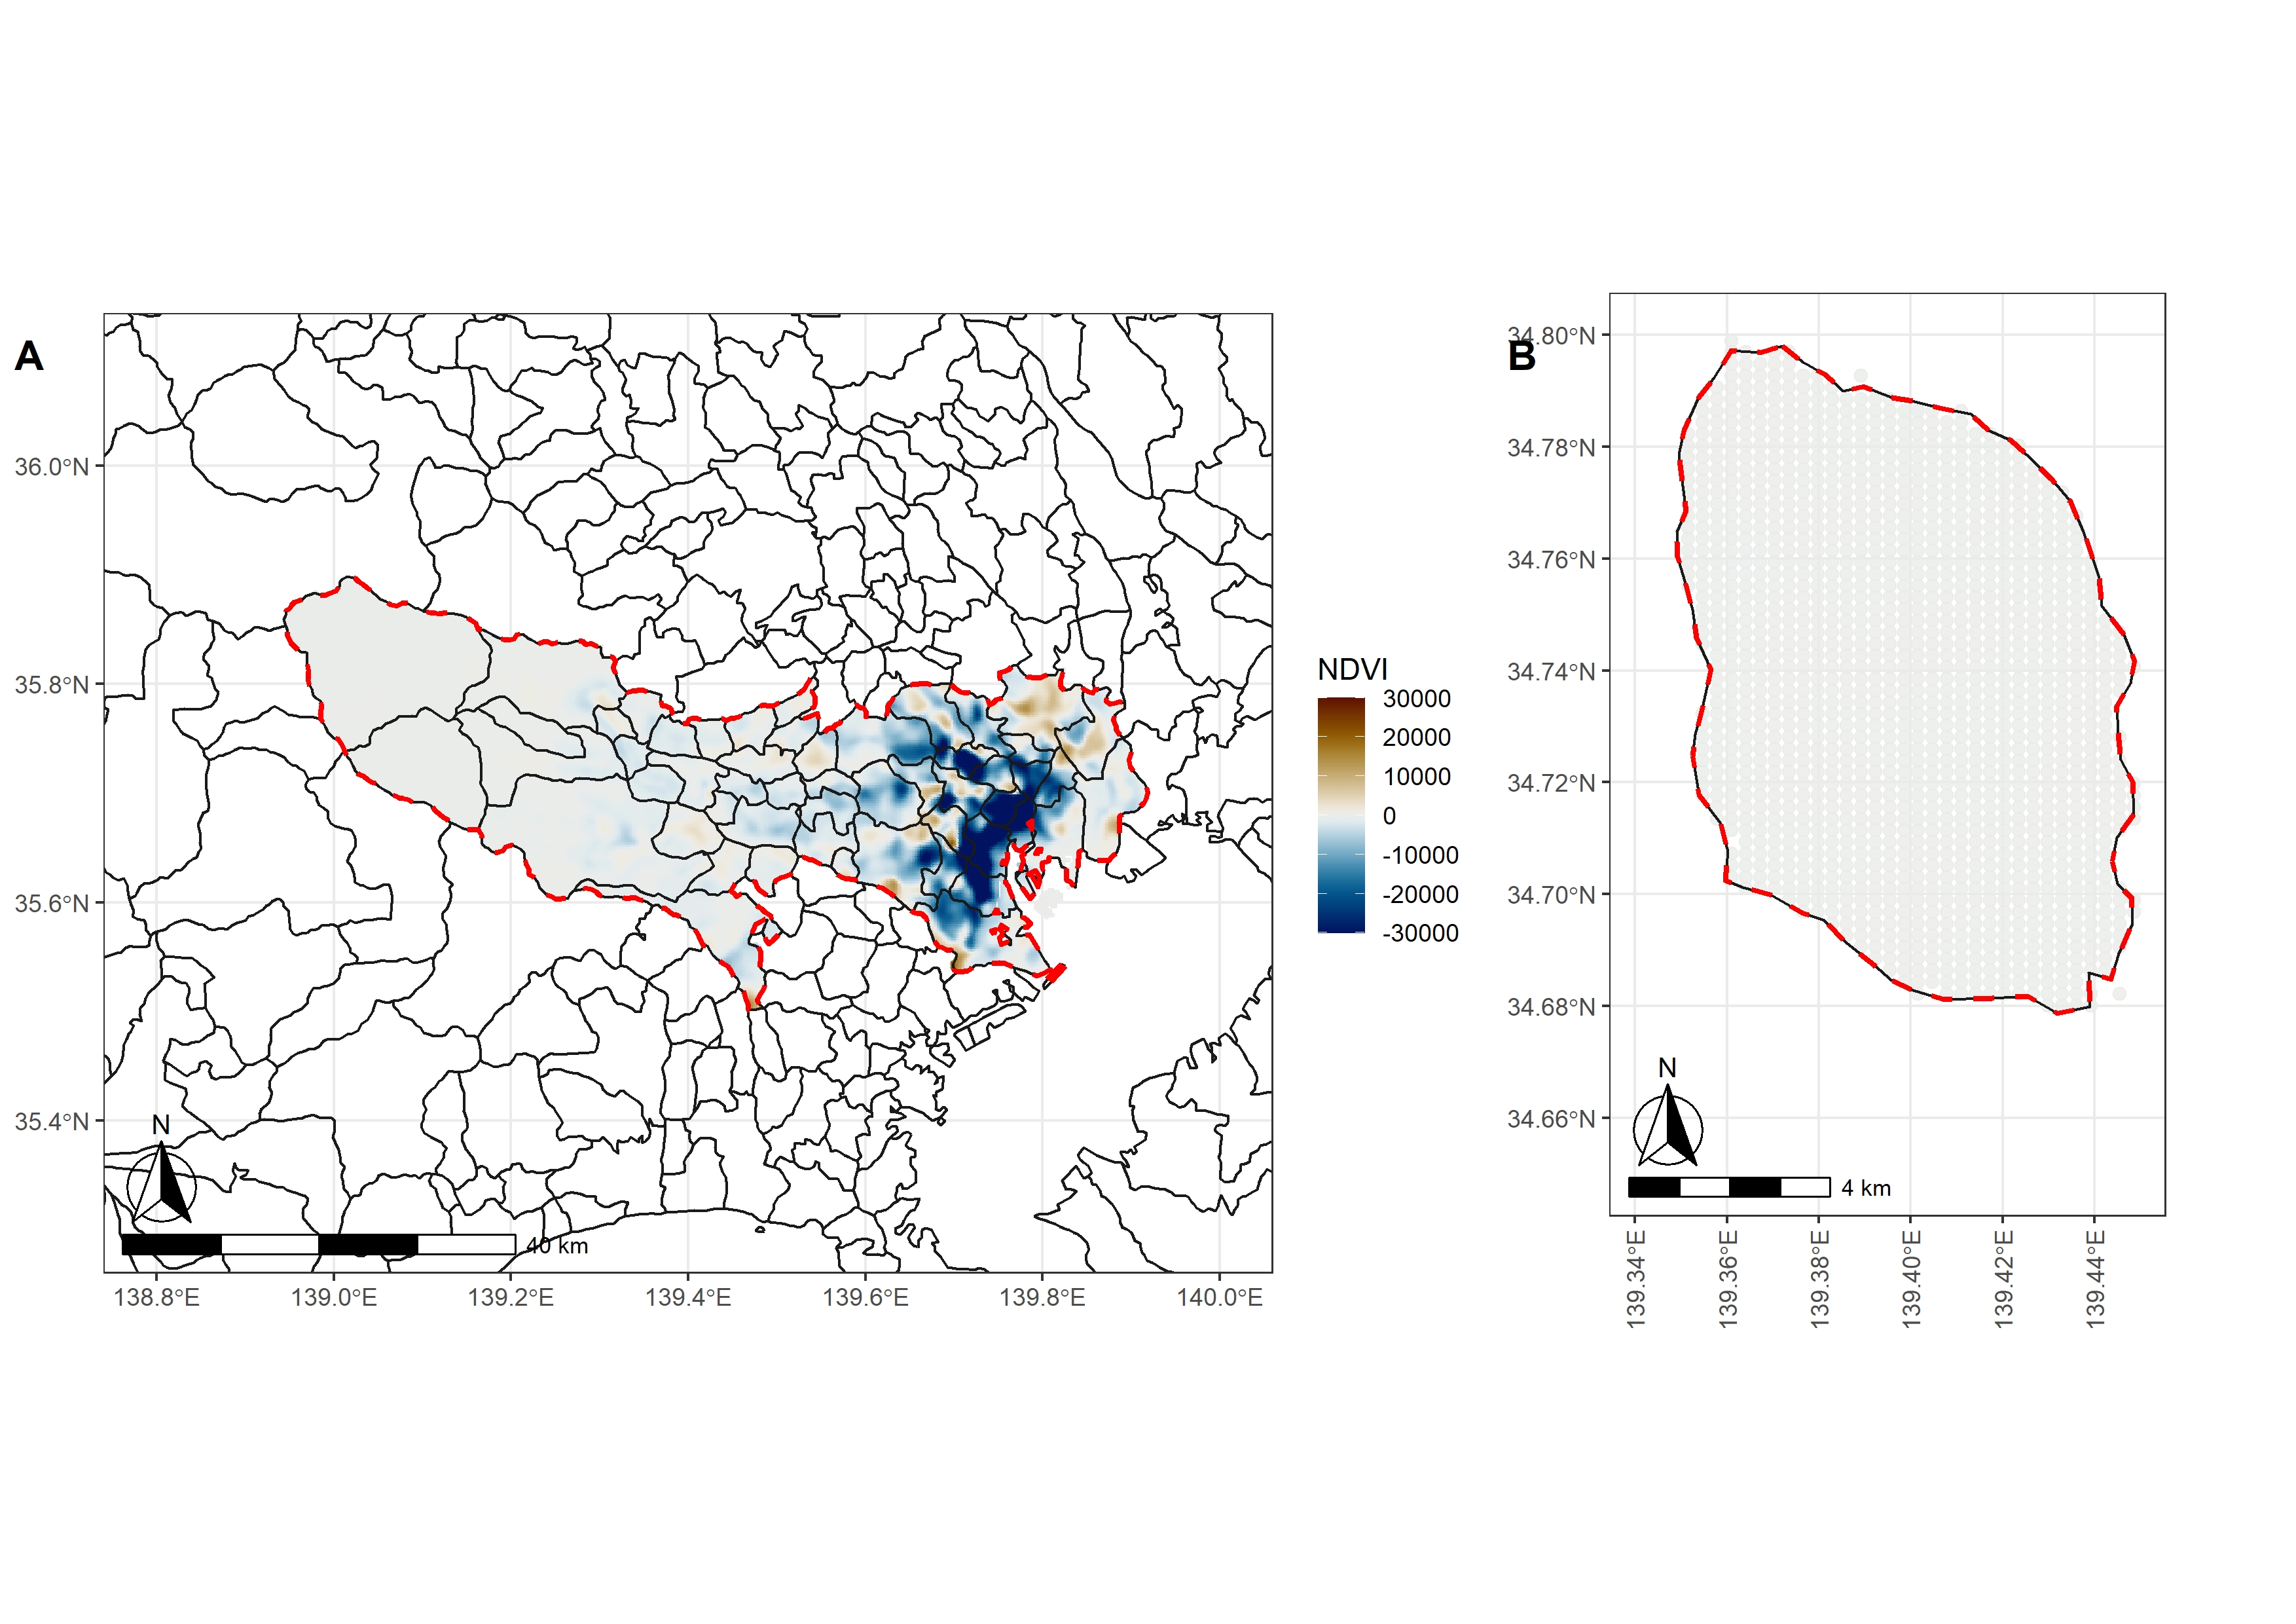 A
36.0°N
35.8°N
35.6°N
35.4°N
N
40 km
138.8°E
139.0°E
139.2°E
139.4°E
139.6°E
139.8°E
140.0°E
NDVI
30000
20000
10000
0
-10000
-20000
-30000
B
34.80°N
34.78°N
34.76°N
34.74°N
34.72°N
34.70°N
34.68°N
34.66°N
N
4 km
139.34°E
139.36°E
139.38°E
139.40°E
139.42°E
139.44°E